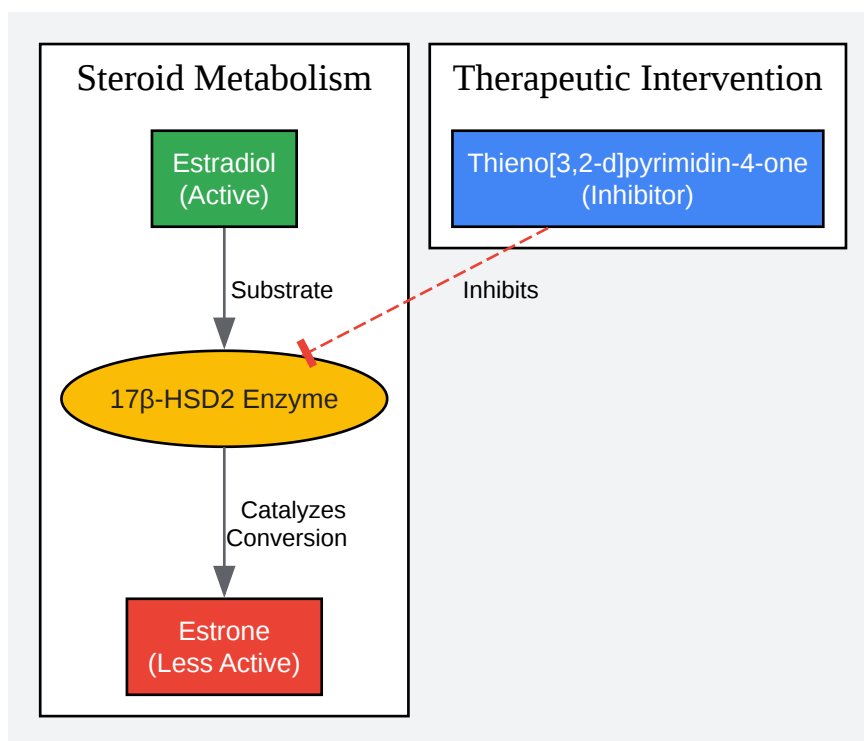 Steroid Metabolism
Estradiol
(Active)
Substrate
17β-HSD2 Enzyme
Catalyzes
Conversion
Estrone
(Less Active)
Therapeutic Intervention
Thieno[3,2-d]pyrimidin-4-one
(Inhibitor)
Inhibits